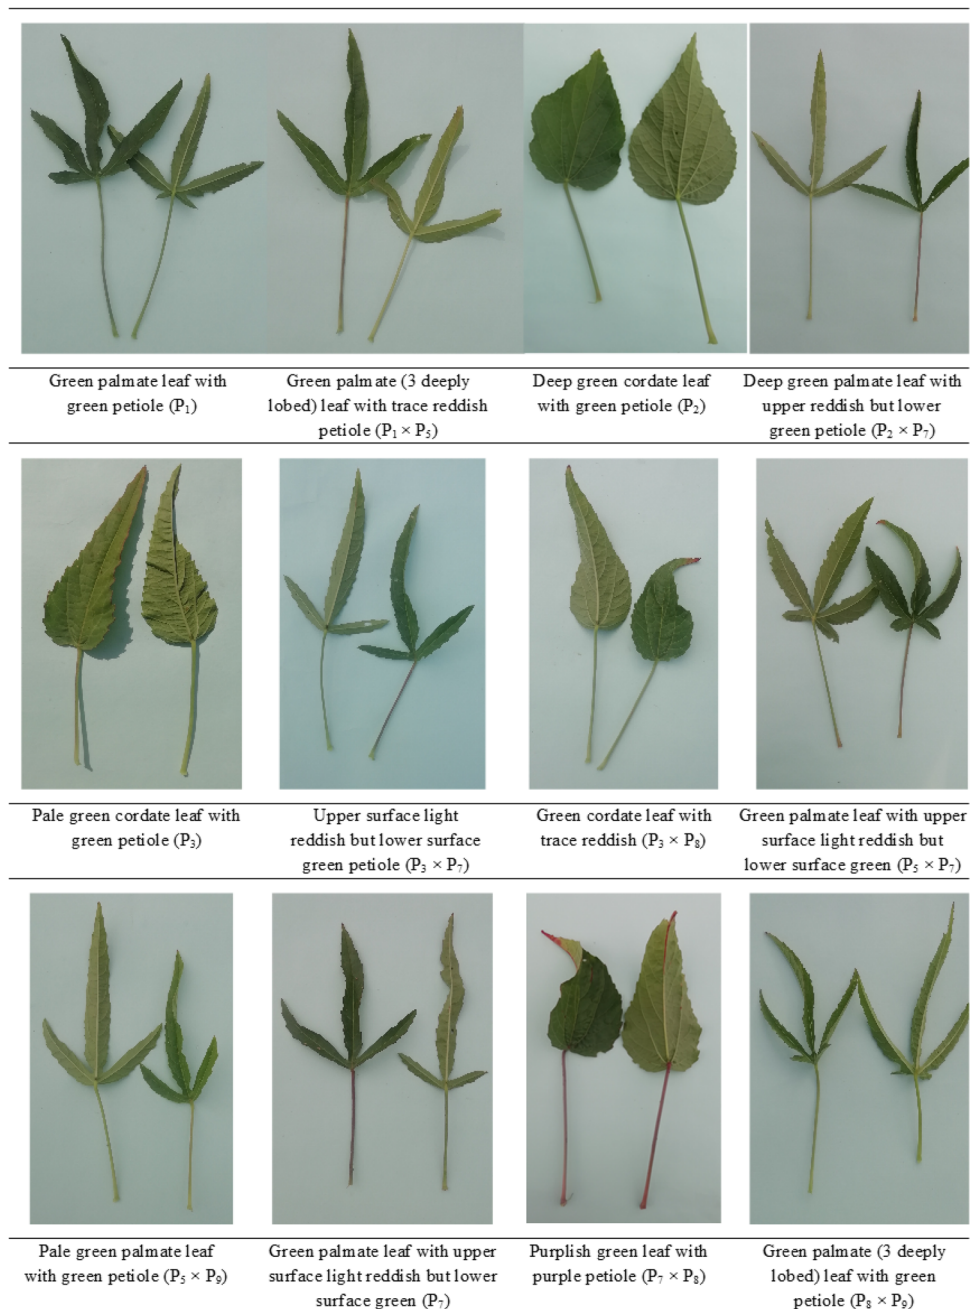 Green palmate leaf with
green petiole (P₁)
Green palmate (3 deeply
lobed) leaf with trace reddish
petiole (P₁ × P₅)
Deep green cordate leaf
with green petiole (P₂)
Deep green palmate leaf with
upper reddish but lower
green petiole (P₂ × P₇)
Pale green cordate leaf with
green petiole (P₃)
Upper surface light
reddish but lower surface
green petiole (P₃ × P₇)
Green cordate leaf with
trace reddish (P₃ × P₈)
Green palmate leaf with upper
surface light reddish but
lower surface green (P₅ × P₇)
Pale green palmate leaf
with green petiole (P₅ × P₉)
Green palmate leaf with upper
surface light reddish but lower
surface green (P₇)
Purplish green leaf with
purple petiole (P₇ × P₈)
Green palmate (3 deeply
lobed) leaf with green
petiole (P₈ × P₉)